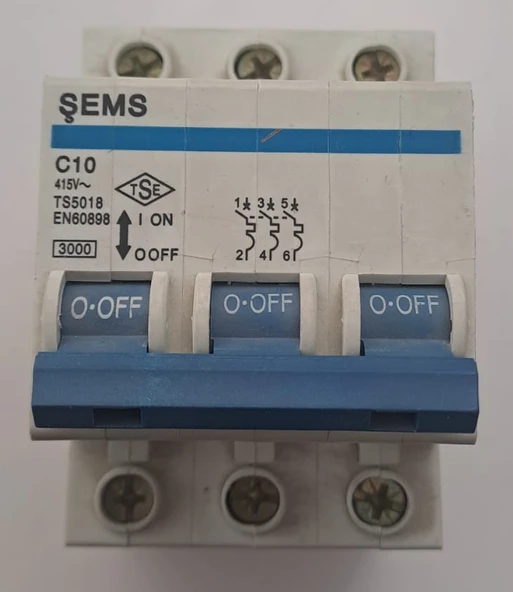 ŞEMS
C10
415V~
TS5018
EN60898
3000
TSE
I ON
O OFF
1 3 5
2 4 6
O·OFF O·OFF O·OFF